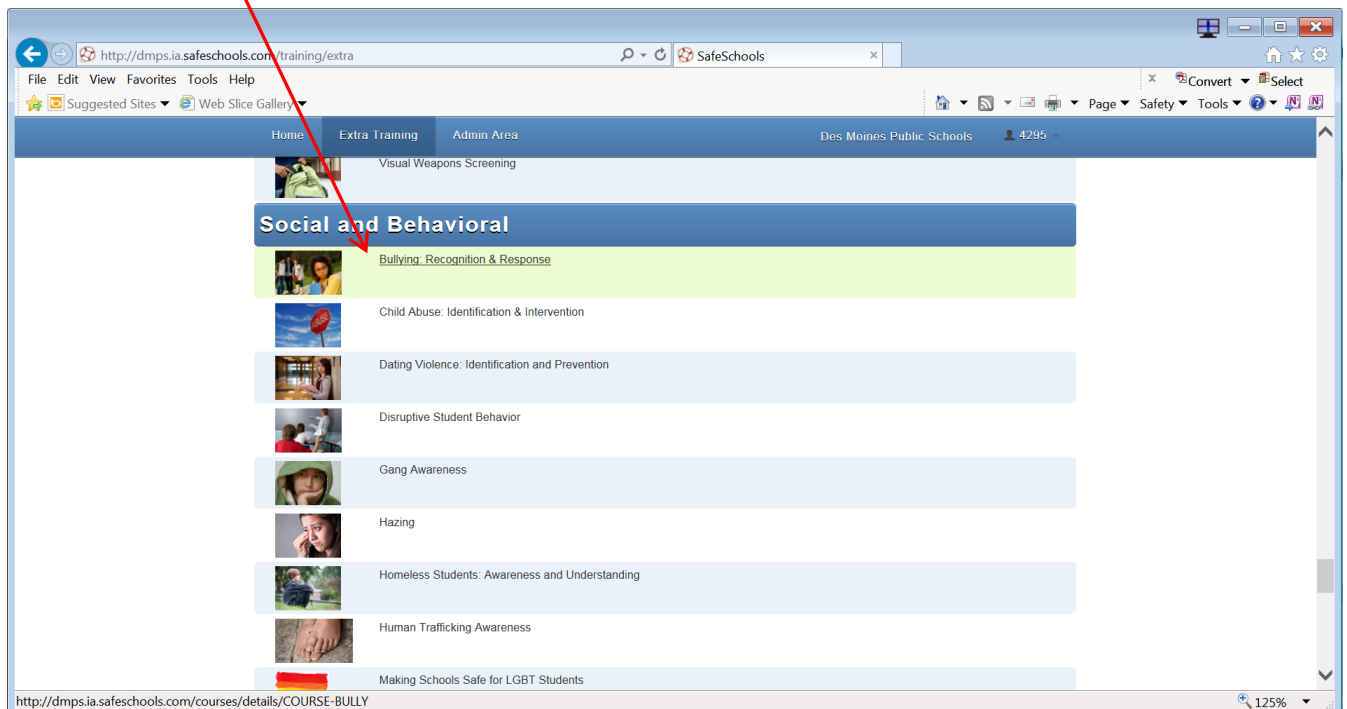 http://dmps.ia.safeschools.com/training/extra
SafeSchools
File Edit View Favorites Tools Help
Convert Select
Suggested Sites Web Slice Gallery
Page Safety Tools
Home Extra Training Admin Area Des Moines Public Schools 4295
Visual Weapons Screening
Social and Behavioral
Bullying: Recognition & Response
Child Abuse: Identification & Intervention
ABUSE
Dating Violence: Identification and Prevention
Disruptive Student Behavior
Gang Awareness
Hazing
Homeless Students: Awareness and Understanding
Human Trafficking Awareness
Making Schools Safe for LGBT Students
http://dmps.ia.safeschools.com/courses/details/COURSE-BULLY
125%